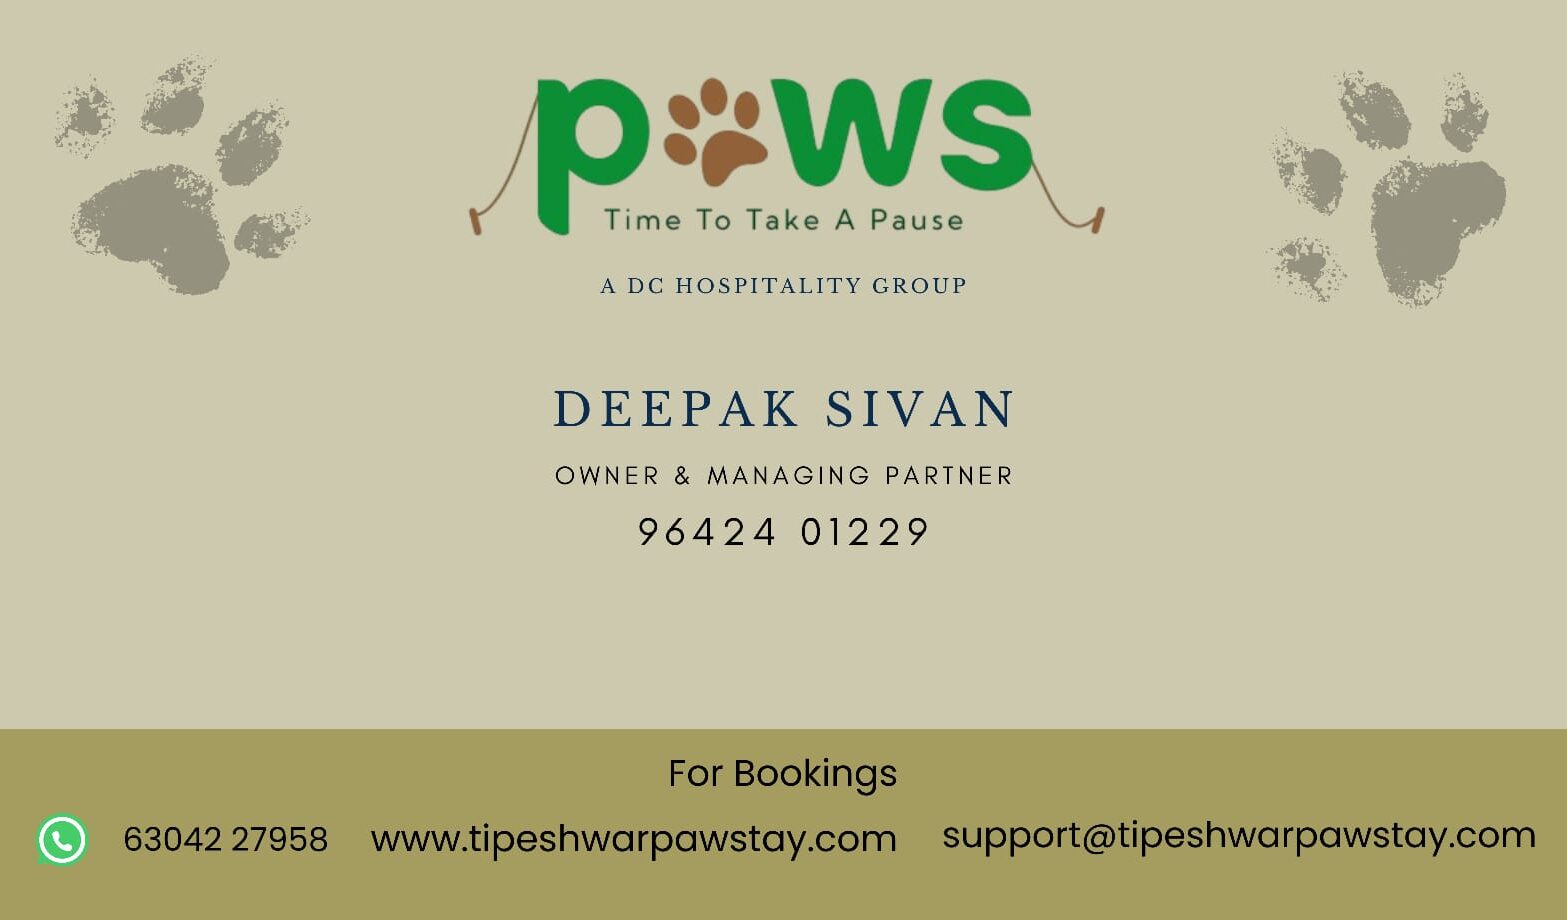 paws
Time To Take A Pause
A DC HOSPITALITY GROUP
DEEPAK SIVAN
OWNER & MANAGING PARTNER
96424 01229
For Bookings
63042 27958 www.tipeshwarpawstay.com support@tipeshwarpawstay.com